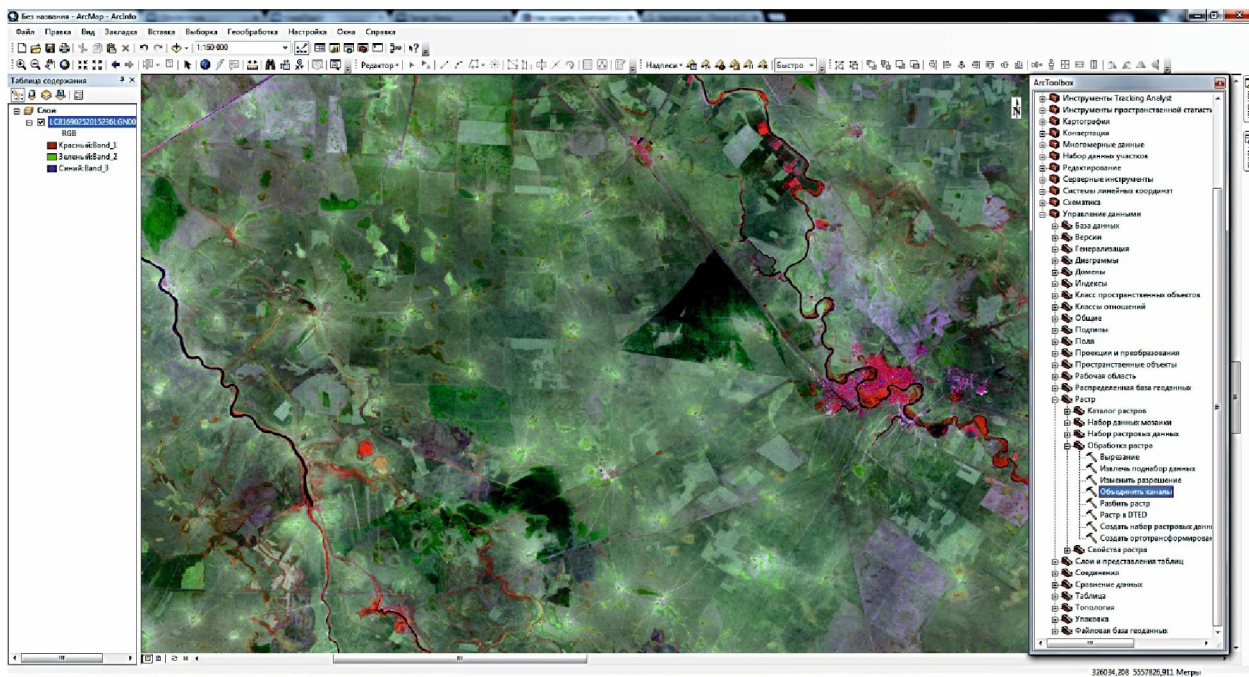 Без названия - ArcMap - ArcInfo
Файл Правка Вид Закладка Вставка Выборка Геообработка Настройка Окна Справка
1:150 000
Редактор
Надписи
Быстро
Таблица содержания
Слои
LC81690252015236LGN00
RGB
Красный:Band_1
Зеленый:Band_2
Синий:Band_3
N
ArcToolbox
Инструменты Tracking Analyst
Инструменты пространственной статисти
Картография
Конвертация
Многомерные данные
Набор данных участков
Редактирование
Серверные инструменты
Системы линейных координат
Схематика
Управление данными
База данных
Версии
Генерализация
Диаграммы
Домены
Индексы
Класс пространственных объектов
Классы отношений
Общие
Подтипы
Поля
Проекции и преобразования
Пространственные объекты
Рабочая область
Распределенная база геоданных
Растр
Каталог растров
Набор данных мозаики
Набор растровых данных
Обработка растра
Вырезание
Извлечь поднабор данных
Изменить разрешение
Объединить каналы
Разбить растр
Растр в DTED
Создать набор растровых данн
Создать ортотрансформирован
Свойства растра
Слои и представления таблиц
Соединения
Сравнение данных
Таблица
Топология
Упаковка
Файловая база геоданных
326034,208 5557826,911 Метры